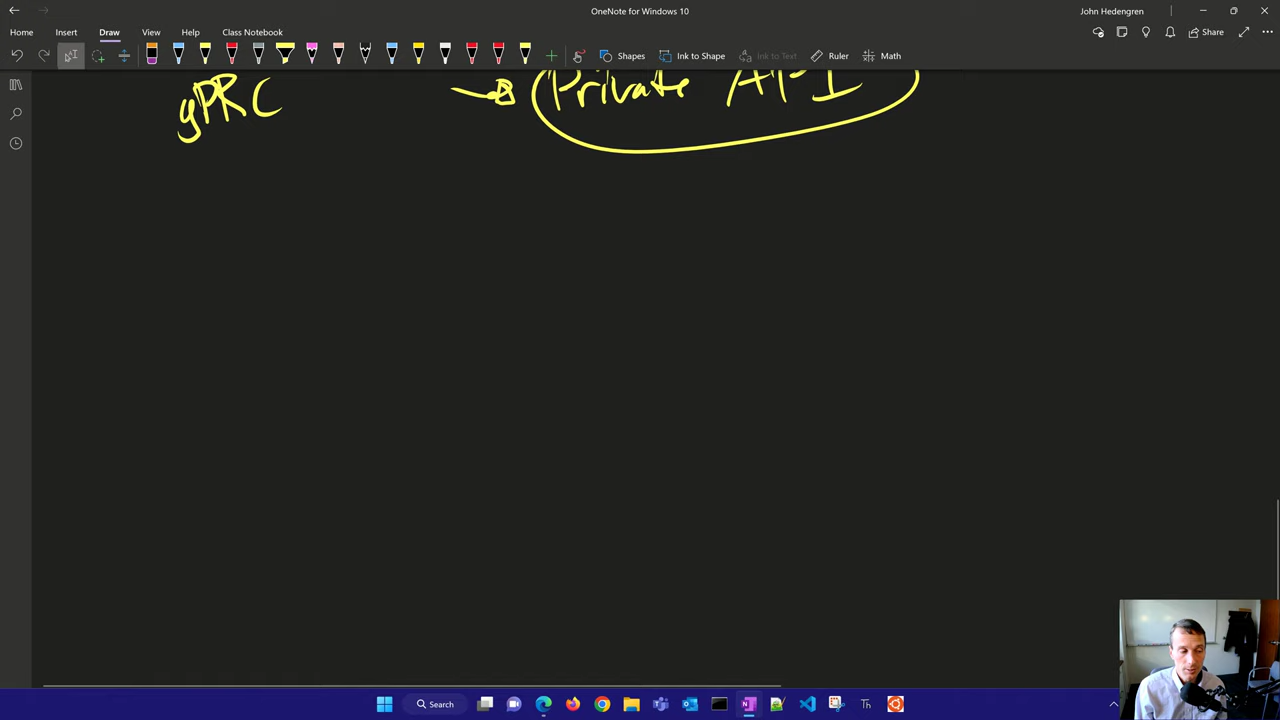 OneNote for Windows 10
John Hedengren
Home Insert Draw View Help Class Notebook
Share
Shapes Ink to Shape Ink to Text Ruler Math
gPRC Private API
Search
Th